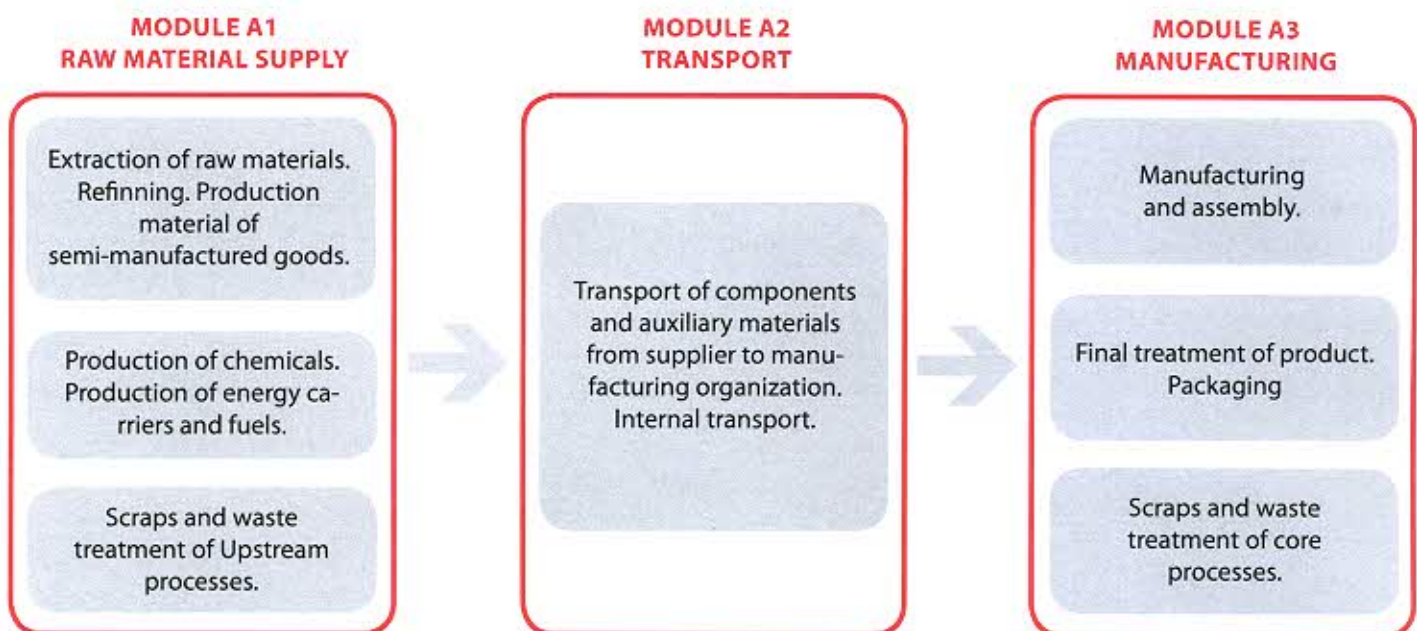 MODULE A1
RAW MATERIAL SUPPLY
Extraction of raw materials.
Refinning. Production
material of
semi-manufactured goods.
Production of chemicals.
Production of energy ca-
rriers and fuels.
Scraps and waste
treatment of Upstream
processes.
MODULE A2
TRANSPORT
Transport of components
and auxiliary materials
from supplier to manu-
facturing organization.
Internal transport.
MODULE A3
MANUFACTURING
Manufacturing
and assembly.
Final treatment of product.
Packaging
Scraps and waste
treatment of core
processes.